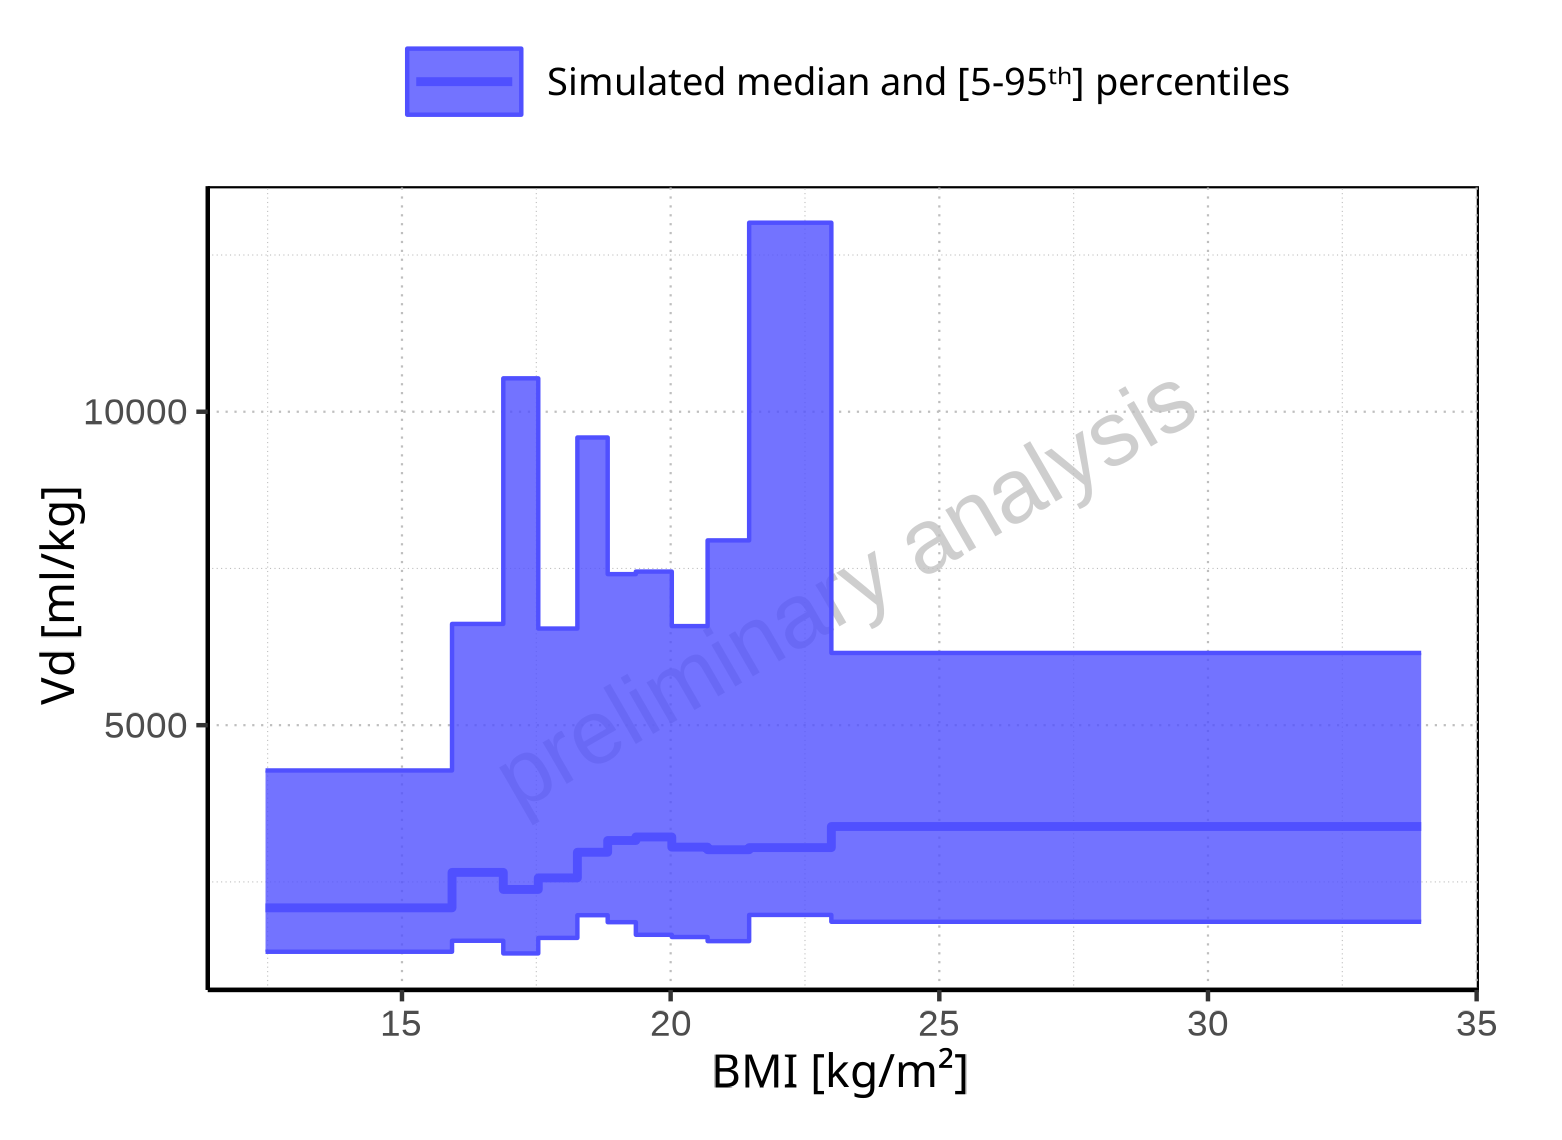 Simulated median and [5-95ᵗʰ] percentiles
10000
5000
Vd [ml/kg]
preliminary analysis
15 20 25 30 35
BMI [kg/m²]